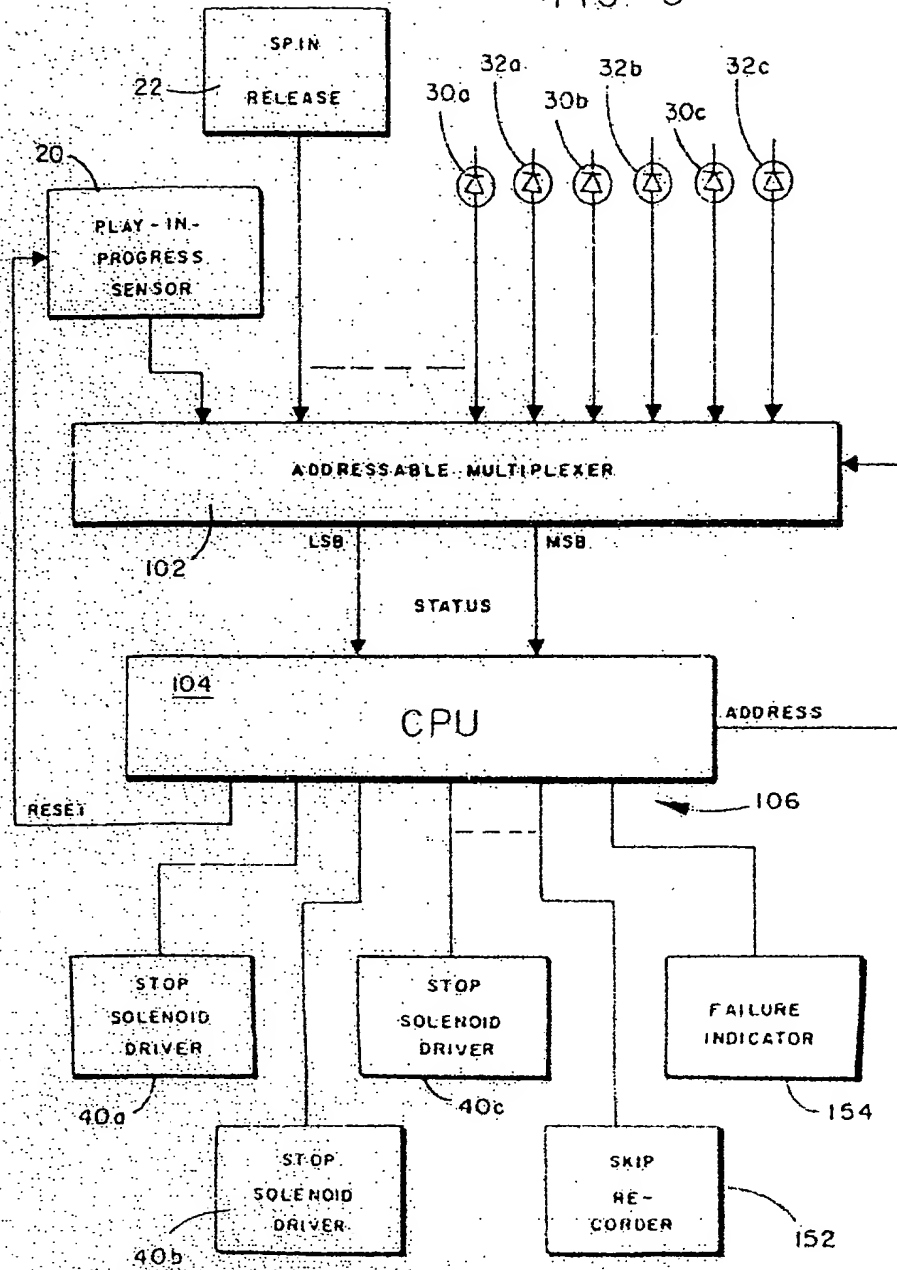 SPIN
RELEASE
22
30a
32a
30b
32b
30c
32c
20
PLAY-IN-
PROGRESS
SENSOR
ADDRESSABLE MULTIPLEXER
102
LSB
MSB
STATUS
104
CPU
ADDRESS
RESET
106
STOP
SOLENOID
DRIVER
40a
STOP
SOLENOID
DRIVER
40c
FAILURE
INDICATOR
154
STOP
SOLENOID
DRIVER
40b
SKIP
RE-
CORDER
152